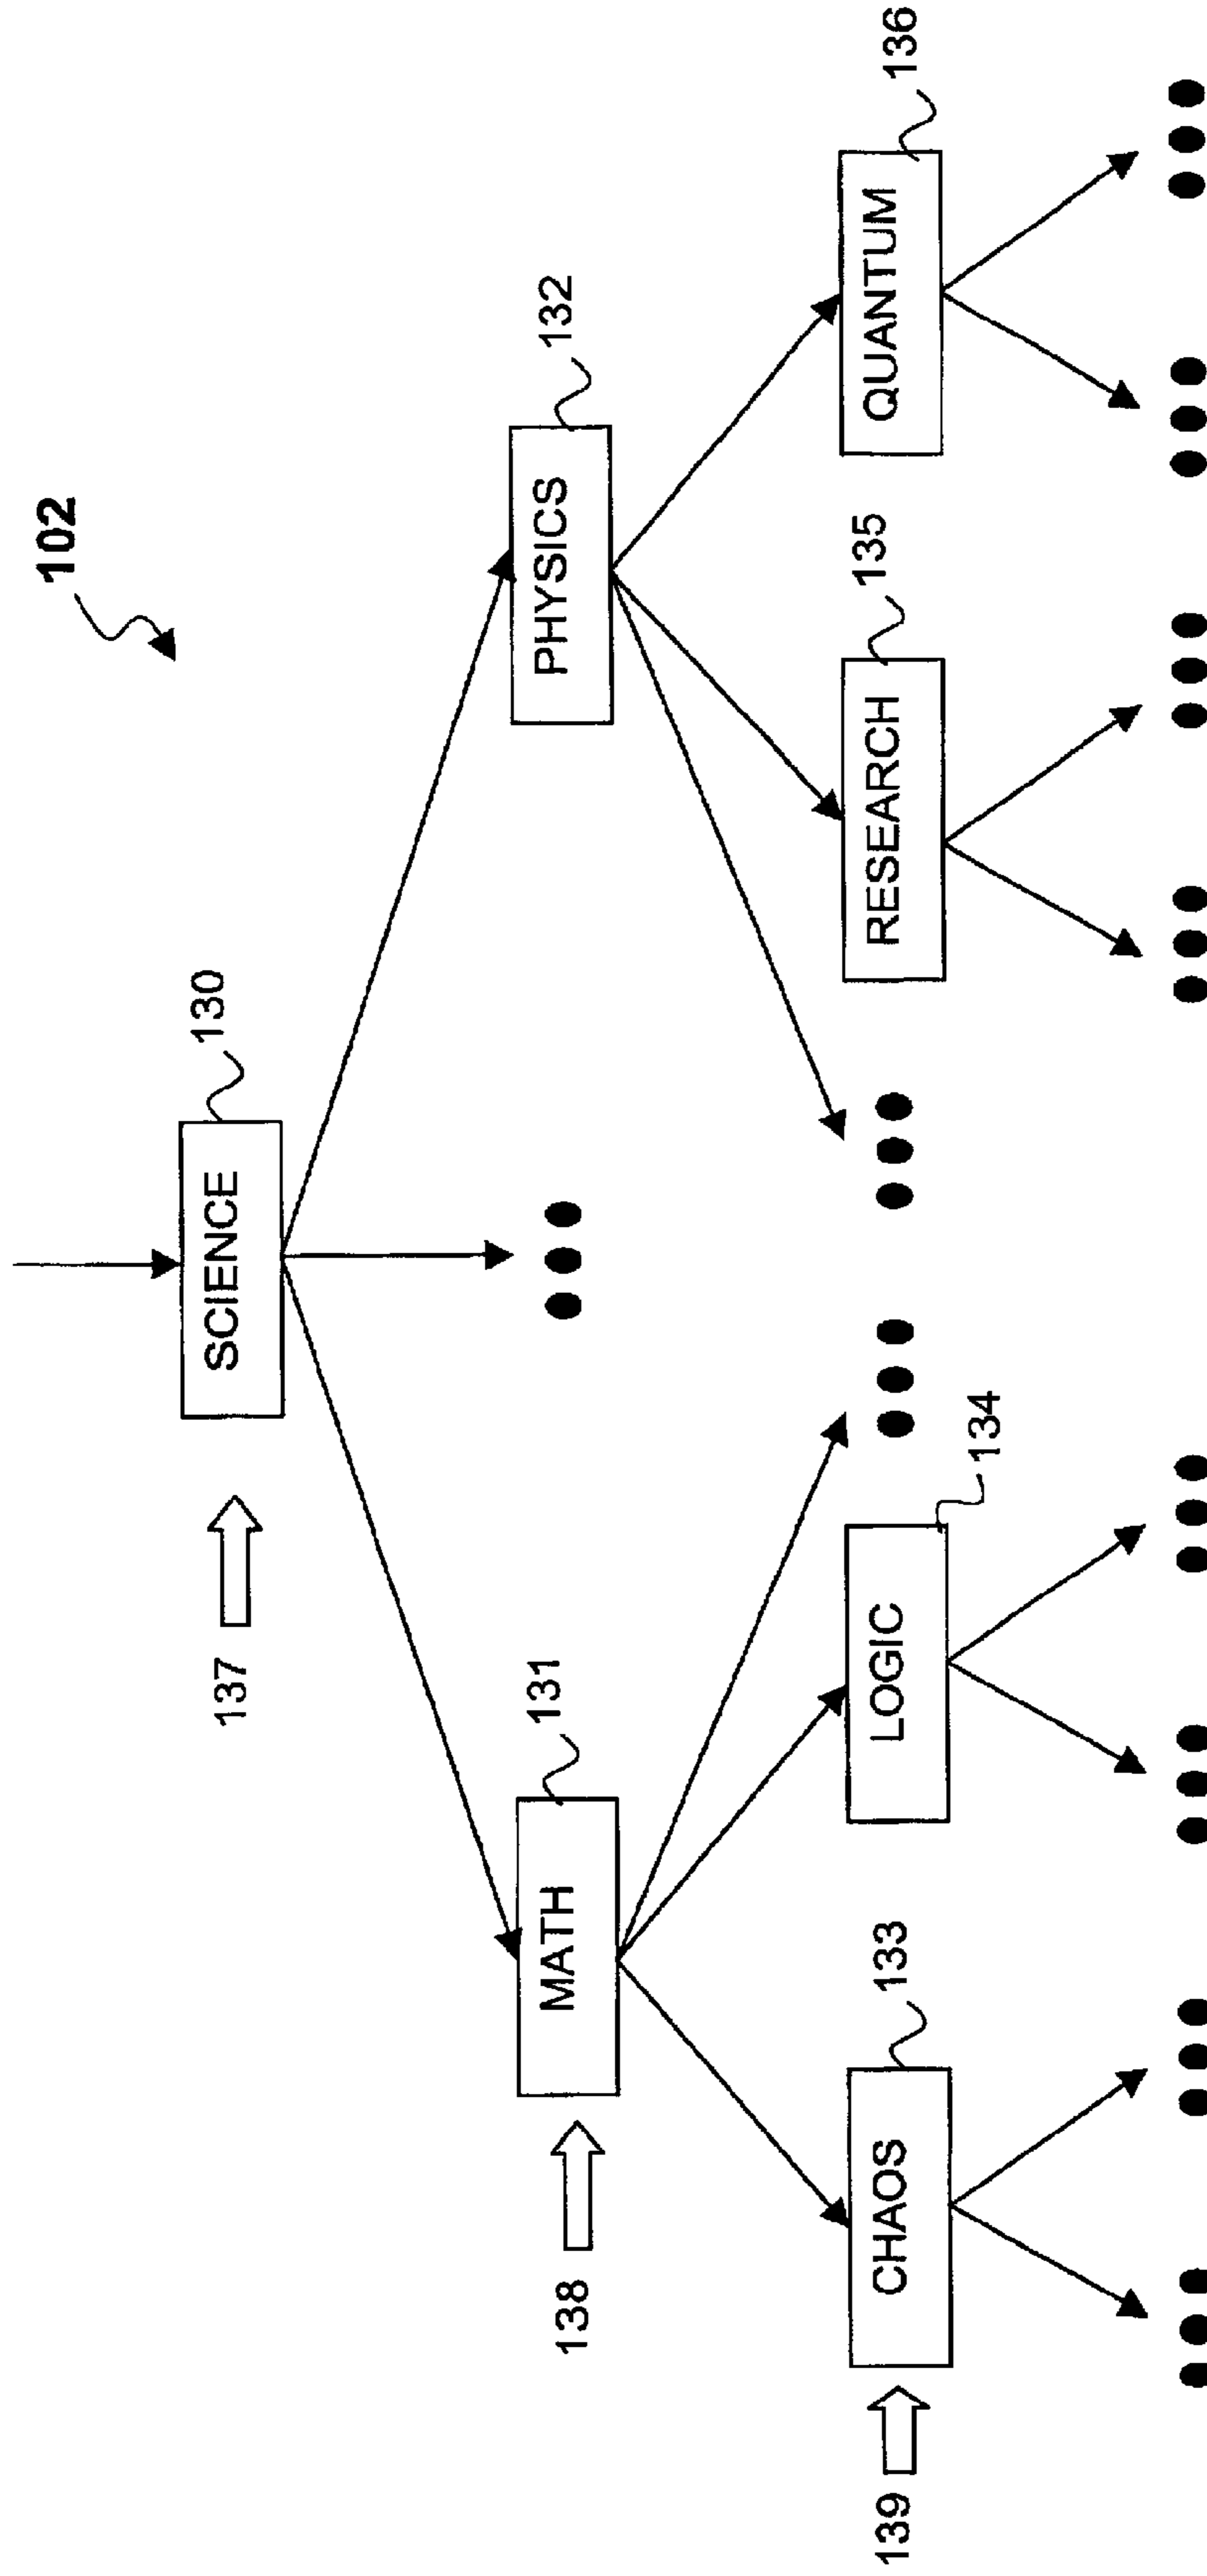 102
130
SCIENCE
137
132
PHYSICS
131
MATH
138
136
QUANTUM
135
RESEARCH
134
LOGIC
133
CHAOS
139